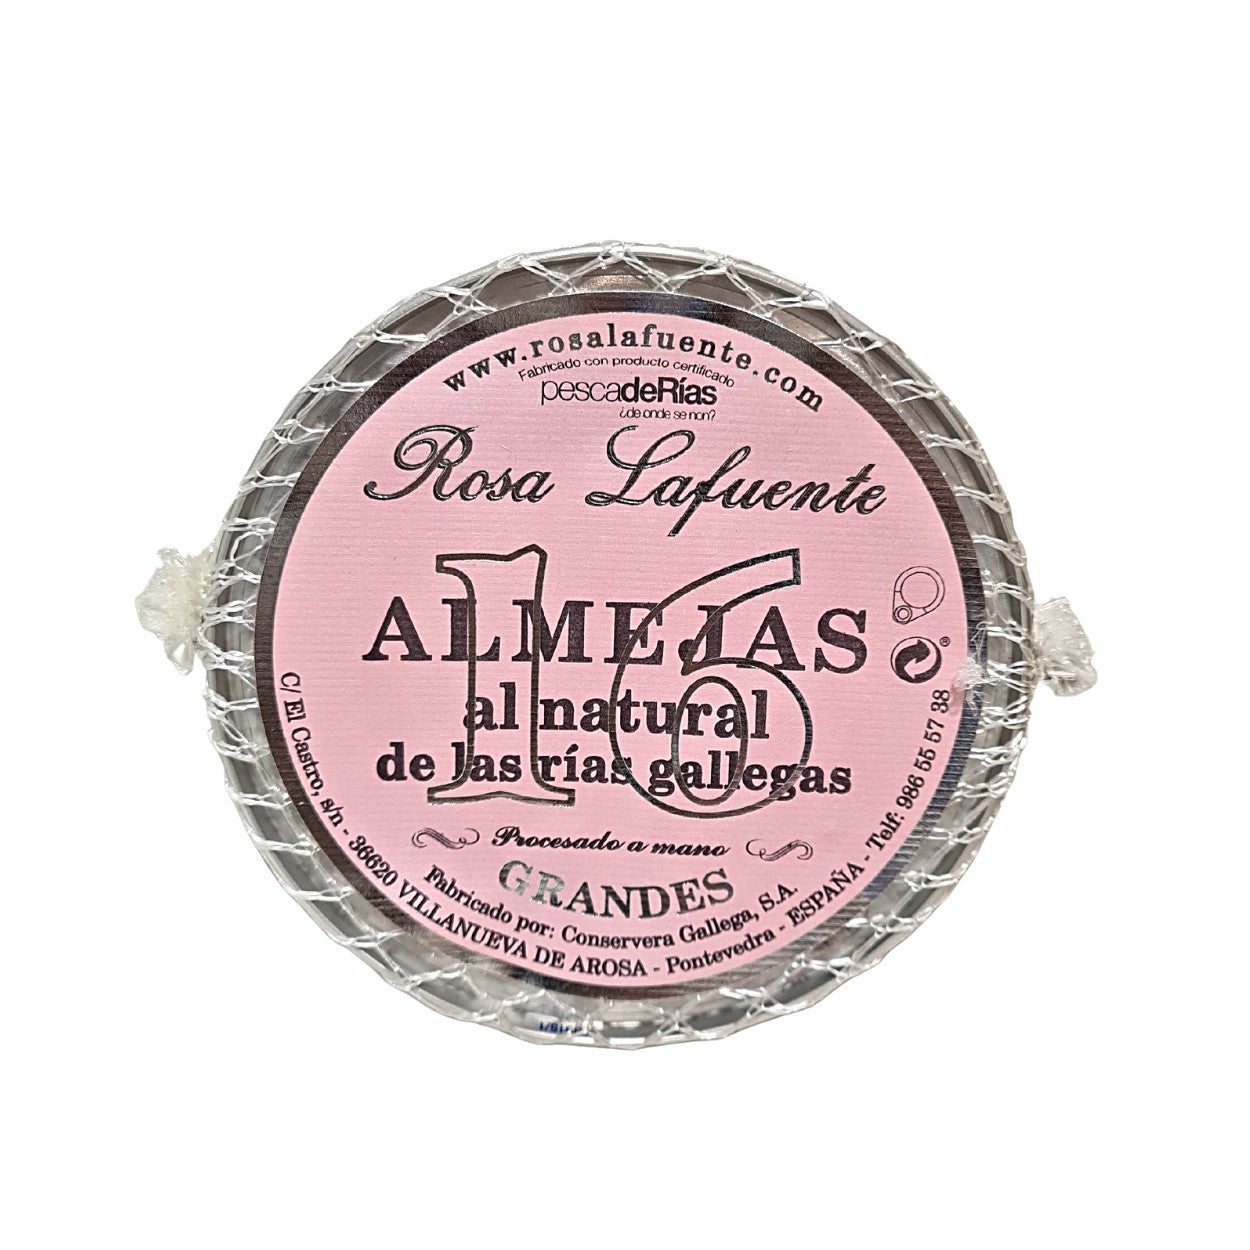 www.rosalafuente.com
Fabricado con producto certificado
pescadeRías
¿de onde se non?
Rosa Lafuente
16
ALMEJAS
al natural
de las rías gallegas
Procesado a mano
GRANDES
Fabricado por: Conservera Gallega, S.A.
C/ El Castro, s/n - 36620 VILLANUEVA DE AROSA - Pontevedra - ESPAÑA - Telf: 986 55 57 38